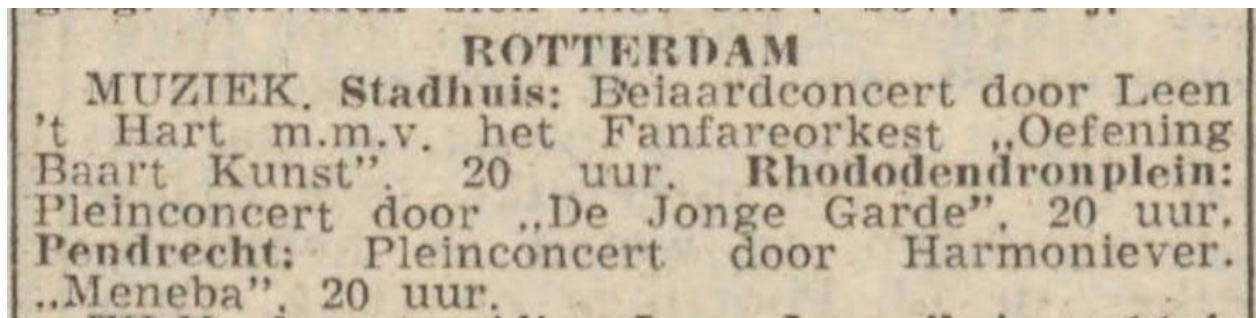 ROTTERDAM
MUZIEK. Stadhuis: Beiaardconcert door Leen
't Hart m.m.v. het Fanfareorkest „Oefening
Baart Kunst”. 20 uur. Rhododendronplein:
Pleinconcert door „De Jonge Garde”. 20 uur.
Pendrecht: Pleinconcert door Harmoniever.
„Meneba”. 20 uur.